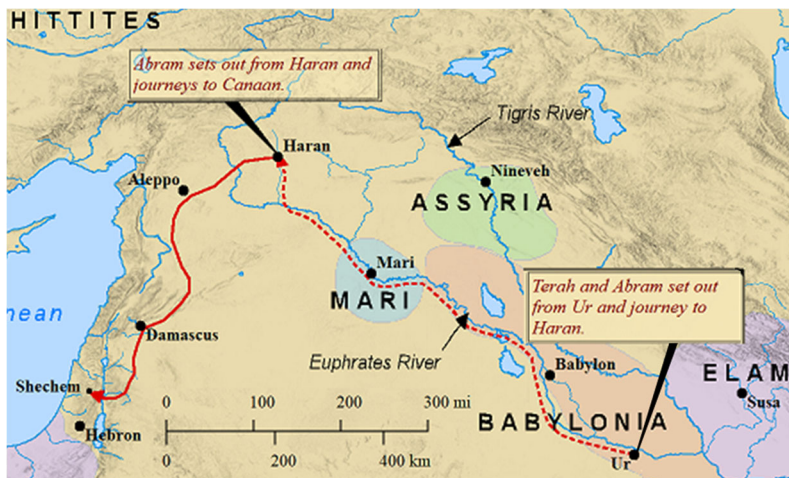 HITTITES
Abram sets out from Haran and
journeys to Canaan.
Tigris River
Haran
Aleppo
Nineveh
ASSYRIA
Mari
MARI
Terah and Abram set out
from Ur and journey to
Haran.
nean
Damascus
Euphrates River
Babylon
ELAM
Shechem
Susa
0 100 200 300 mi
BABYLONIA
Hebron
Ur
0 200 400 km